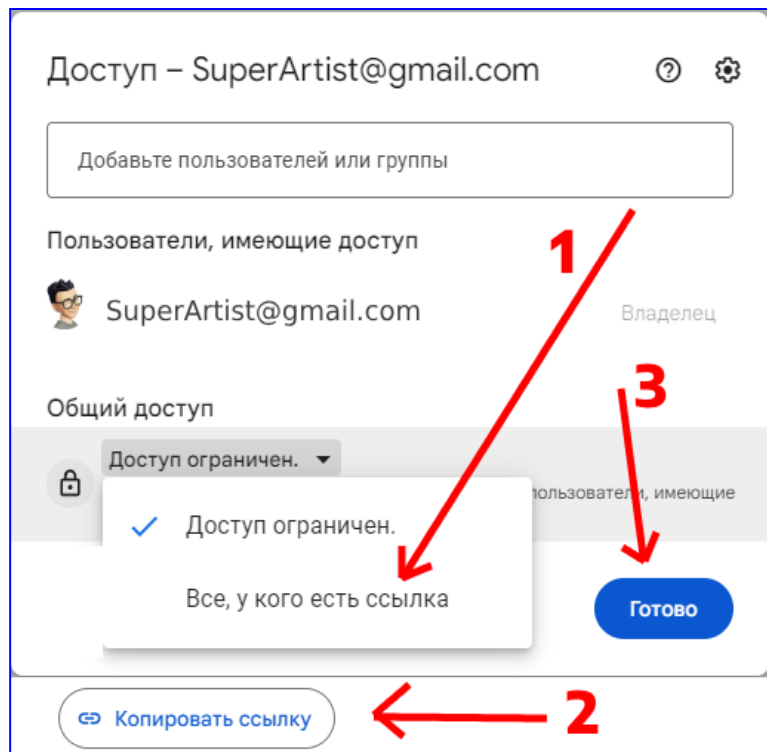 Доступ – SuperArtist@gmail.com
Добавьте пользователей или группы
1
Пользователи, имеющие доступ
SuperArtist@gmail.com
Владелец
3
Общий доступ
Доступ ограничен.
пользователи, имеющие
Доступ ограничен.
Все, у кого есть ссылка
Готово
Копировать ссылку
2